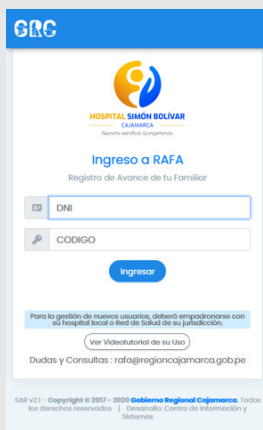 GRC
HOSPITAL SIMÓN BOLÍVAR
CAJAMARCA
Nuestro sacrificio, tu esperanza
Ingreso a RAFA
Registro de Avance de tu Familiar
DNI
CODIGO
Ingresar
Para la gestión de nuevos usuarios, deberá empadronarse con
su hospital local o Red de Salud de su jurisdicción.
Ver Videotutorial de su Uso
Dudas y Consultas : rafa@regioncajamarca.gob.pe
SAR v2.1 - Copyright © 2017 - 2020 Gobierno Regional Cajamarca. Todos
los derechos reservados | Desarrollo: Centro de Información y
Sistemas